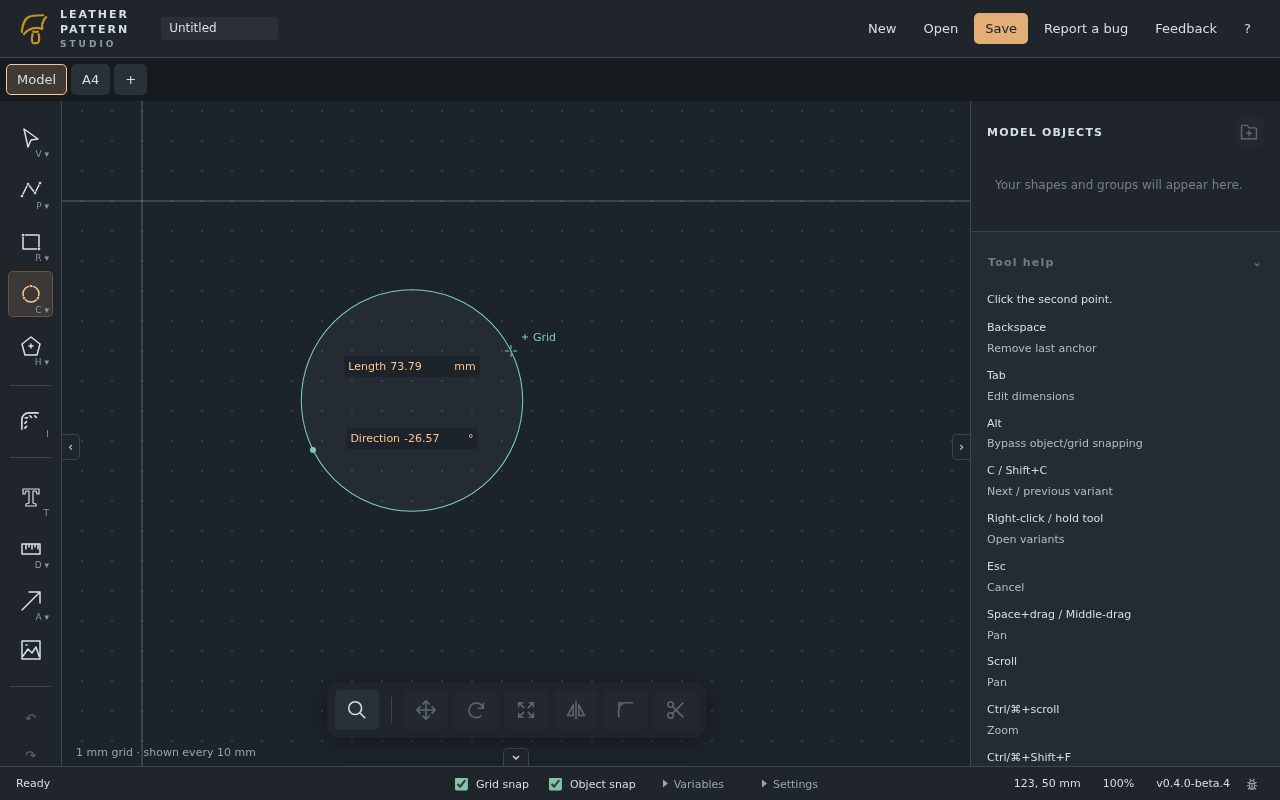 LEATHER
PATTERN
STUDIO
Untitled
New
Open
Save
Report a bug
Feedback
?
Model
A4
+
V ▾
P ▾
R ▾
C ▾
H ▾
I
T
D ▾
A ▾
+ Grid
Length 73.79 mm
Direction -26.57 °
1 mm grid · shown every 10 mm
MODEL OBJECTS
Your shapes and groups will appear here.
Tool help
Click the second point.
Backspace
Remove last anchor
Tab
Edit dimensions
Alt
Bypass object/grid snapping
C / Shift+C
Next / previous variant
Right-click / hold tool
Open variants
Esc
Cancel
Space+drag / Middle-drag
Pan
Scroll
Pan
Ctrl/⌘+scroll
Zoom
Ctrl/⌘+Shift+F
Ready
Grid snap
Object snap
Variables
Settings
123, 50 mm
100%
v0.4.0-beta.4